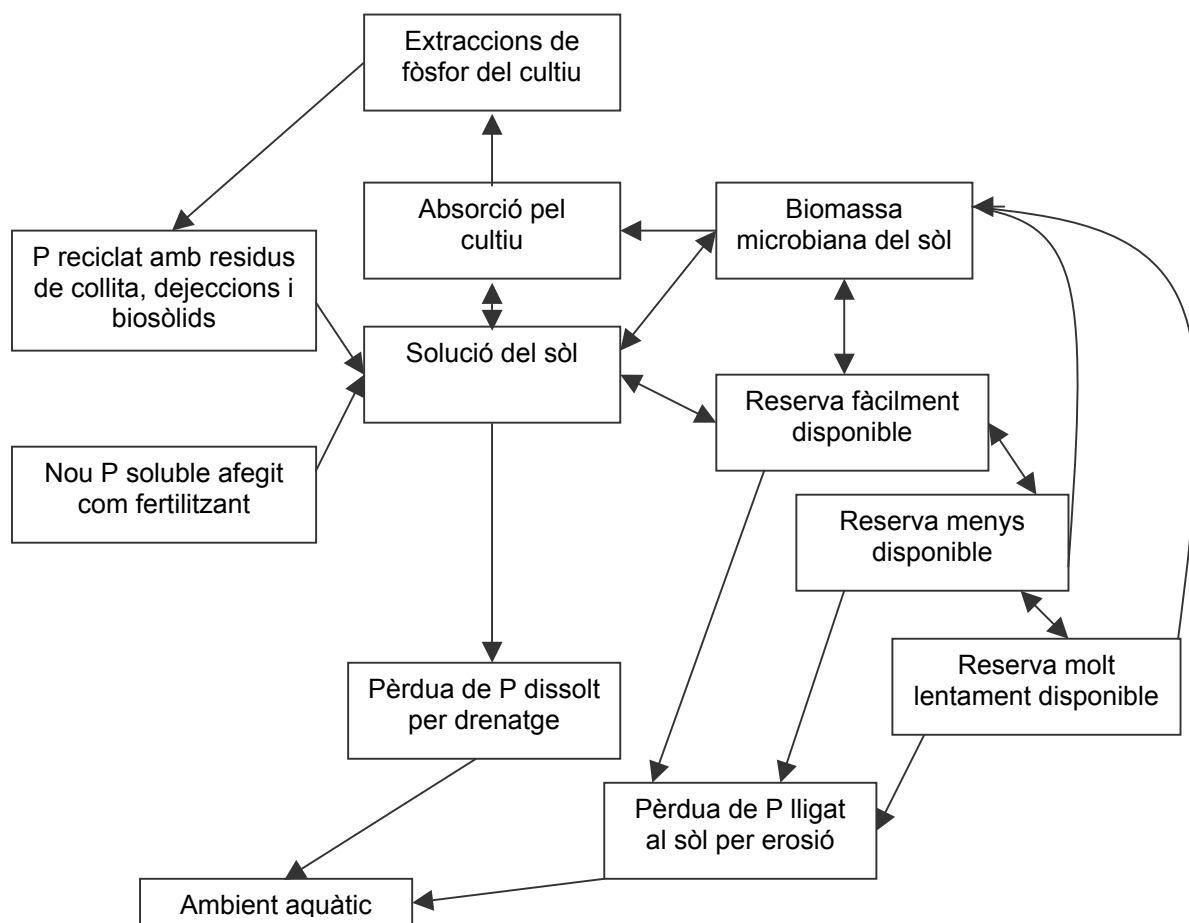 Extraccions de
fòsfor del cultiu
Absorció pel
cultiu
Biomassa
microbiana del sòl
P reciclat amb residus
de collita, dejeccions i
biosòlids
Solució del sòl
Reserva fàcilment
disponible
Nou P soluble afegit
com fertilitzant
Reserva menys
disponible
Reserva molt
lentament disponible
Pèrdua de P dissolt
per drenatge
Pèrdua de P lligat
al sòl per erosió
Ambient aquàtic